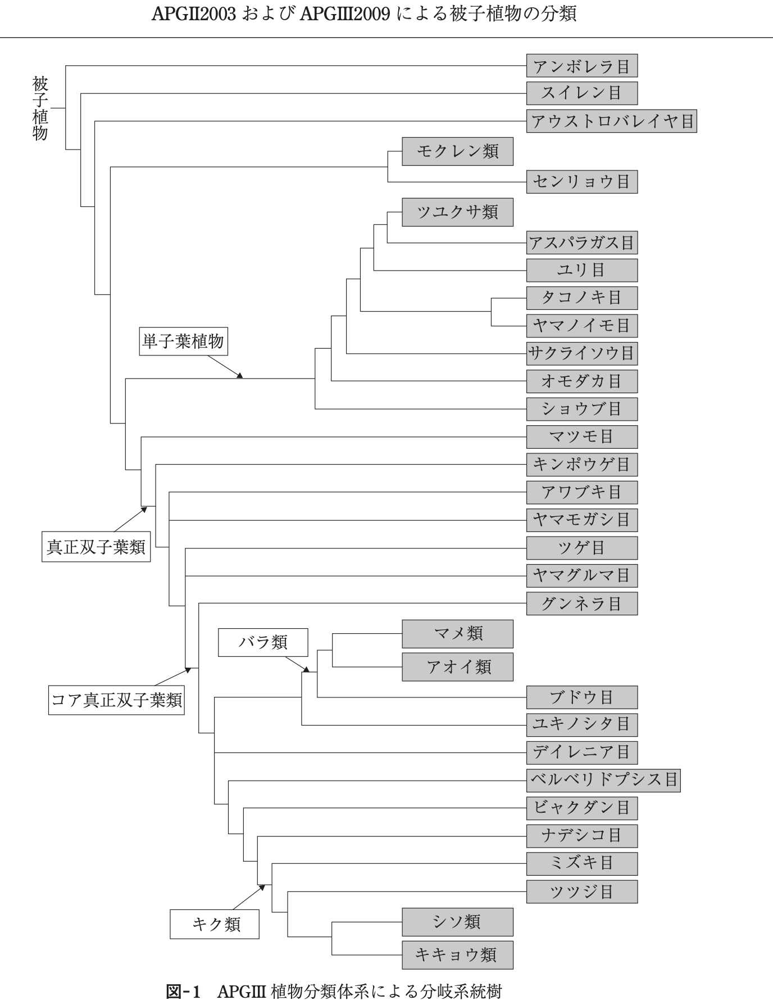 APGⅡ2003 および APGⅢ2009 による被子植物の分類
被子植物
アンボレラ目
スイレン目
アウストロバレイヤ目
モクレン類
センリョウ目
ツユクサ類
アスパラガス目
ユリ目
タコノキ目
ヤマノイモ目
単子葉植物
サクライソウ目
オモダカ目
ショウブ目
マツモ目
キンポウゲ目
アワブキ目
ヤマモガシ目
真正双子葉類
ツゲ目
ヤマグルマ目
グンネラ目
マメ類
バラ類
アオイ類
コア真正双子葉類
ブドウ目
ユキノシタ目
デイレニア目
ベルベリドプシス目
ビャクダン目
ナデシコ目
ミズキ目
ツツジ目
シソ類
キク類
キキョウ類
図-1 APGⅢ 植物分類体系による分岐系統樹